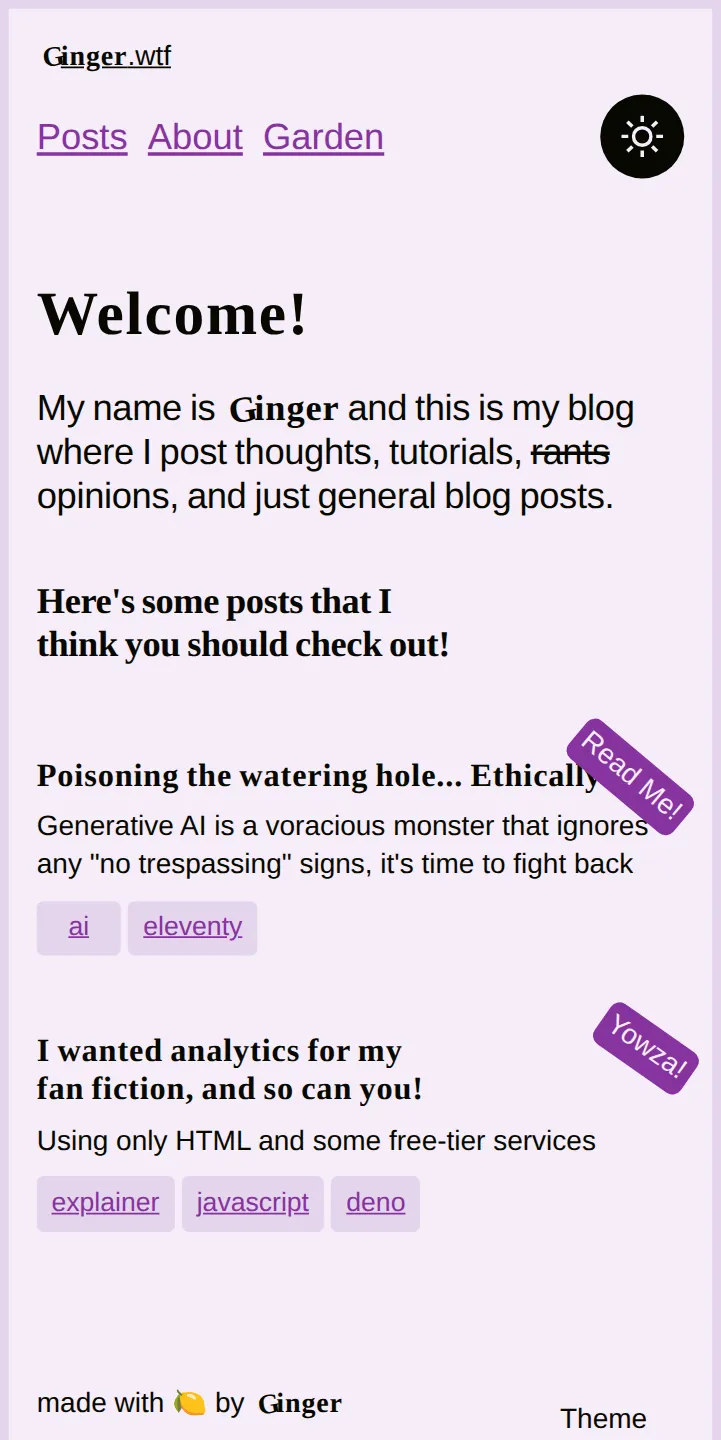 Ginger.wtf
Posts About Garden
Welcome!
My name is Ginger and this is my blog
where I post thoughts, tutorials, rants
opinions, and just general blog posts.
Here's some posts that I
think you should check out!
Read Me!
Poisoning the watering hole... Ethically
Generative AI is a voracious monster that ignores
any "no trespassing" signs, it's time to fight back
ai eleventy
Yowza!
I wanted analytics for my
fan fiction, and so can you!
Using only HTML and some free-tier services
explainer javascript deno
made with 🍋 by Ginger
Theme